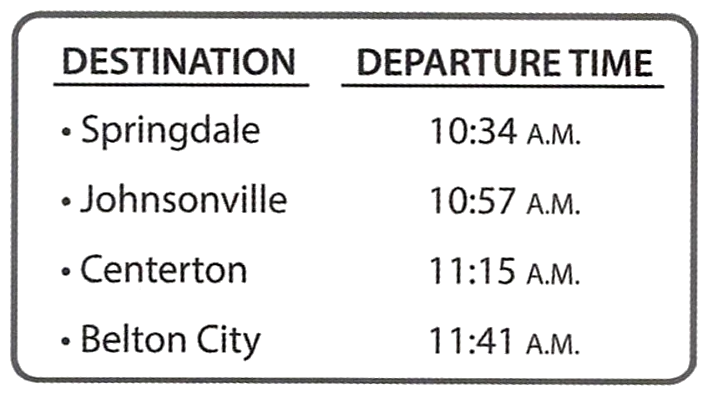 DESTINATION DEPARTURE TIME
• Springdale 10:34 A.M.
• Johnsonville 10:57 A.M.
• Centerton 11:15 A.M.
• Belton City 11:41 A.M.